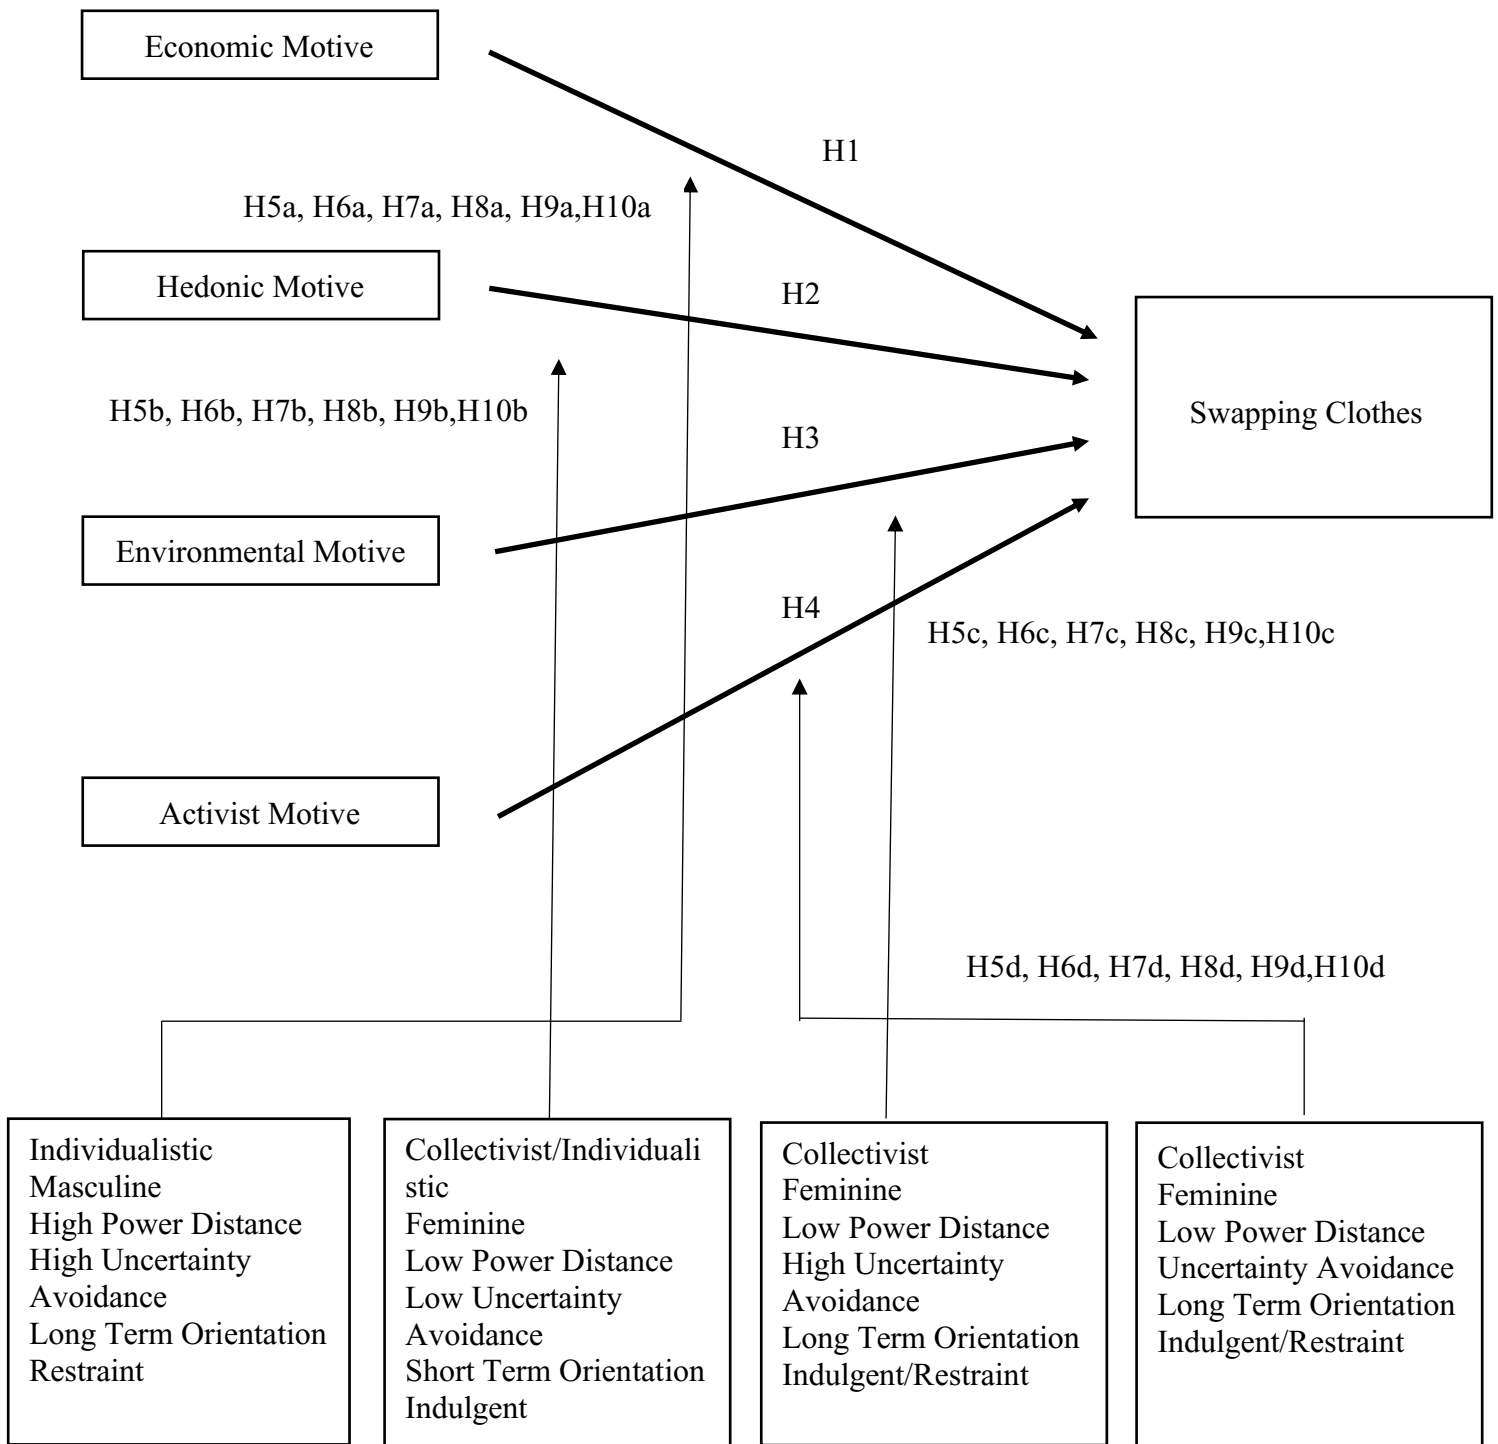 Economic Motive
H1
H5a, H6a, H7a, H8a, H9a,H10a
Hedonic Motive
H2
Swapping Clothes
H5b, H6b, H7b, H8b, H9b,H10b
H3
Environmental Motive
H4
H5c, H6c, H7c, H8c, H9c,H10c
Activist Motive
H5d, H6d, H7d, H8d, H9d,H10d
Individualistic
Masculine
High Power Distance
High Uncertainty
Avoidance
Long Term Orientation
Restraint
Collectivist/Individuali
stic
Feminine
Low Power Distance
Low Uncertainty
Avoidance
Short Term Orientation
Indulgent
Collectivist
Feminine
Low Power Distance
High Uncertainty
Avoidance
Long Term Orientation
Indulgent/Restraint
Collectivist
Feminine
Low Power Distance
Uncertainty Avoidance
Long Term Orientation
Indulgent/Restraint